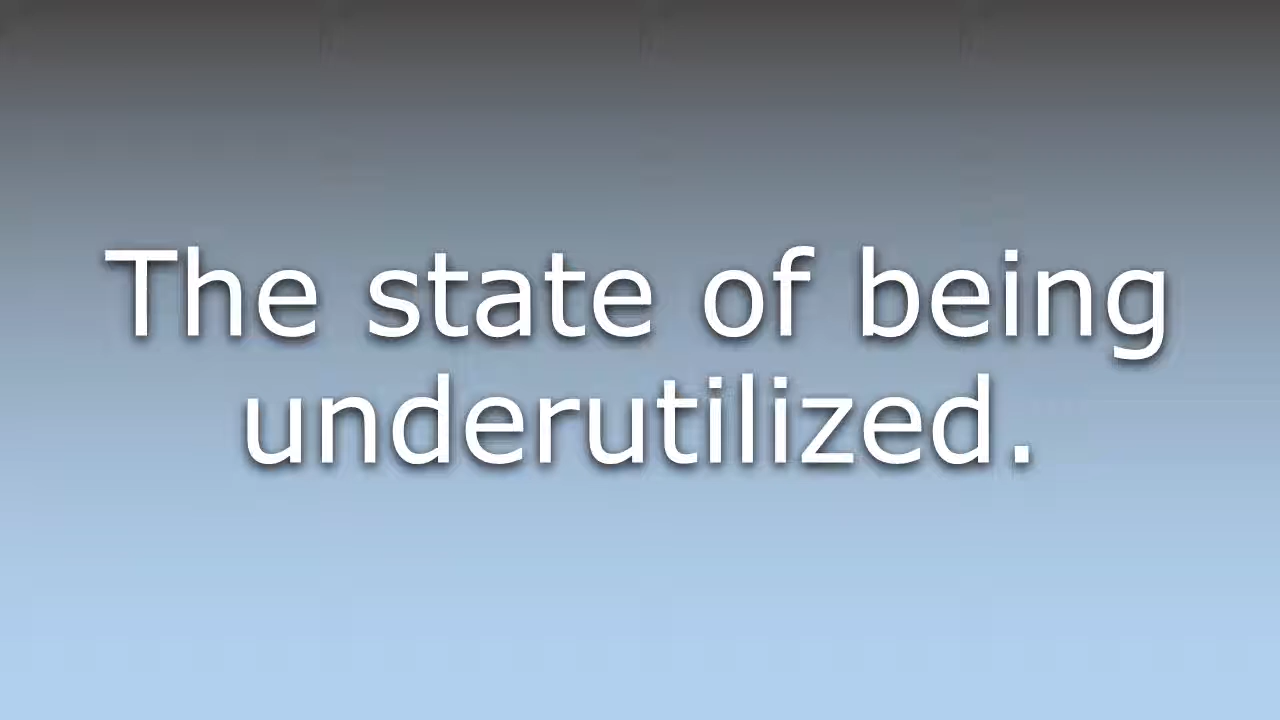 The state of being
underutilized.